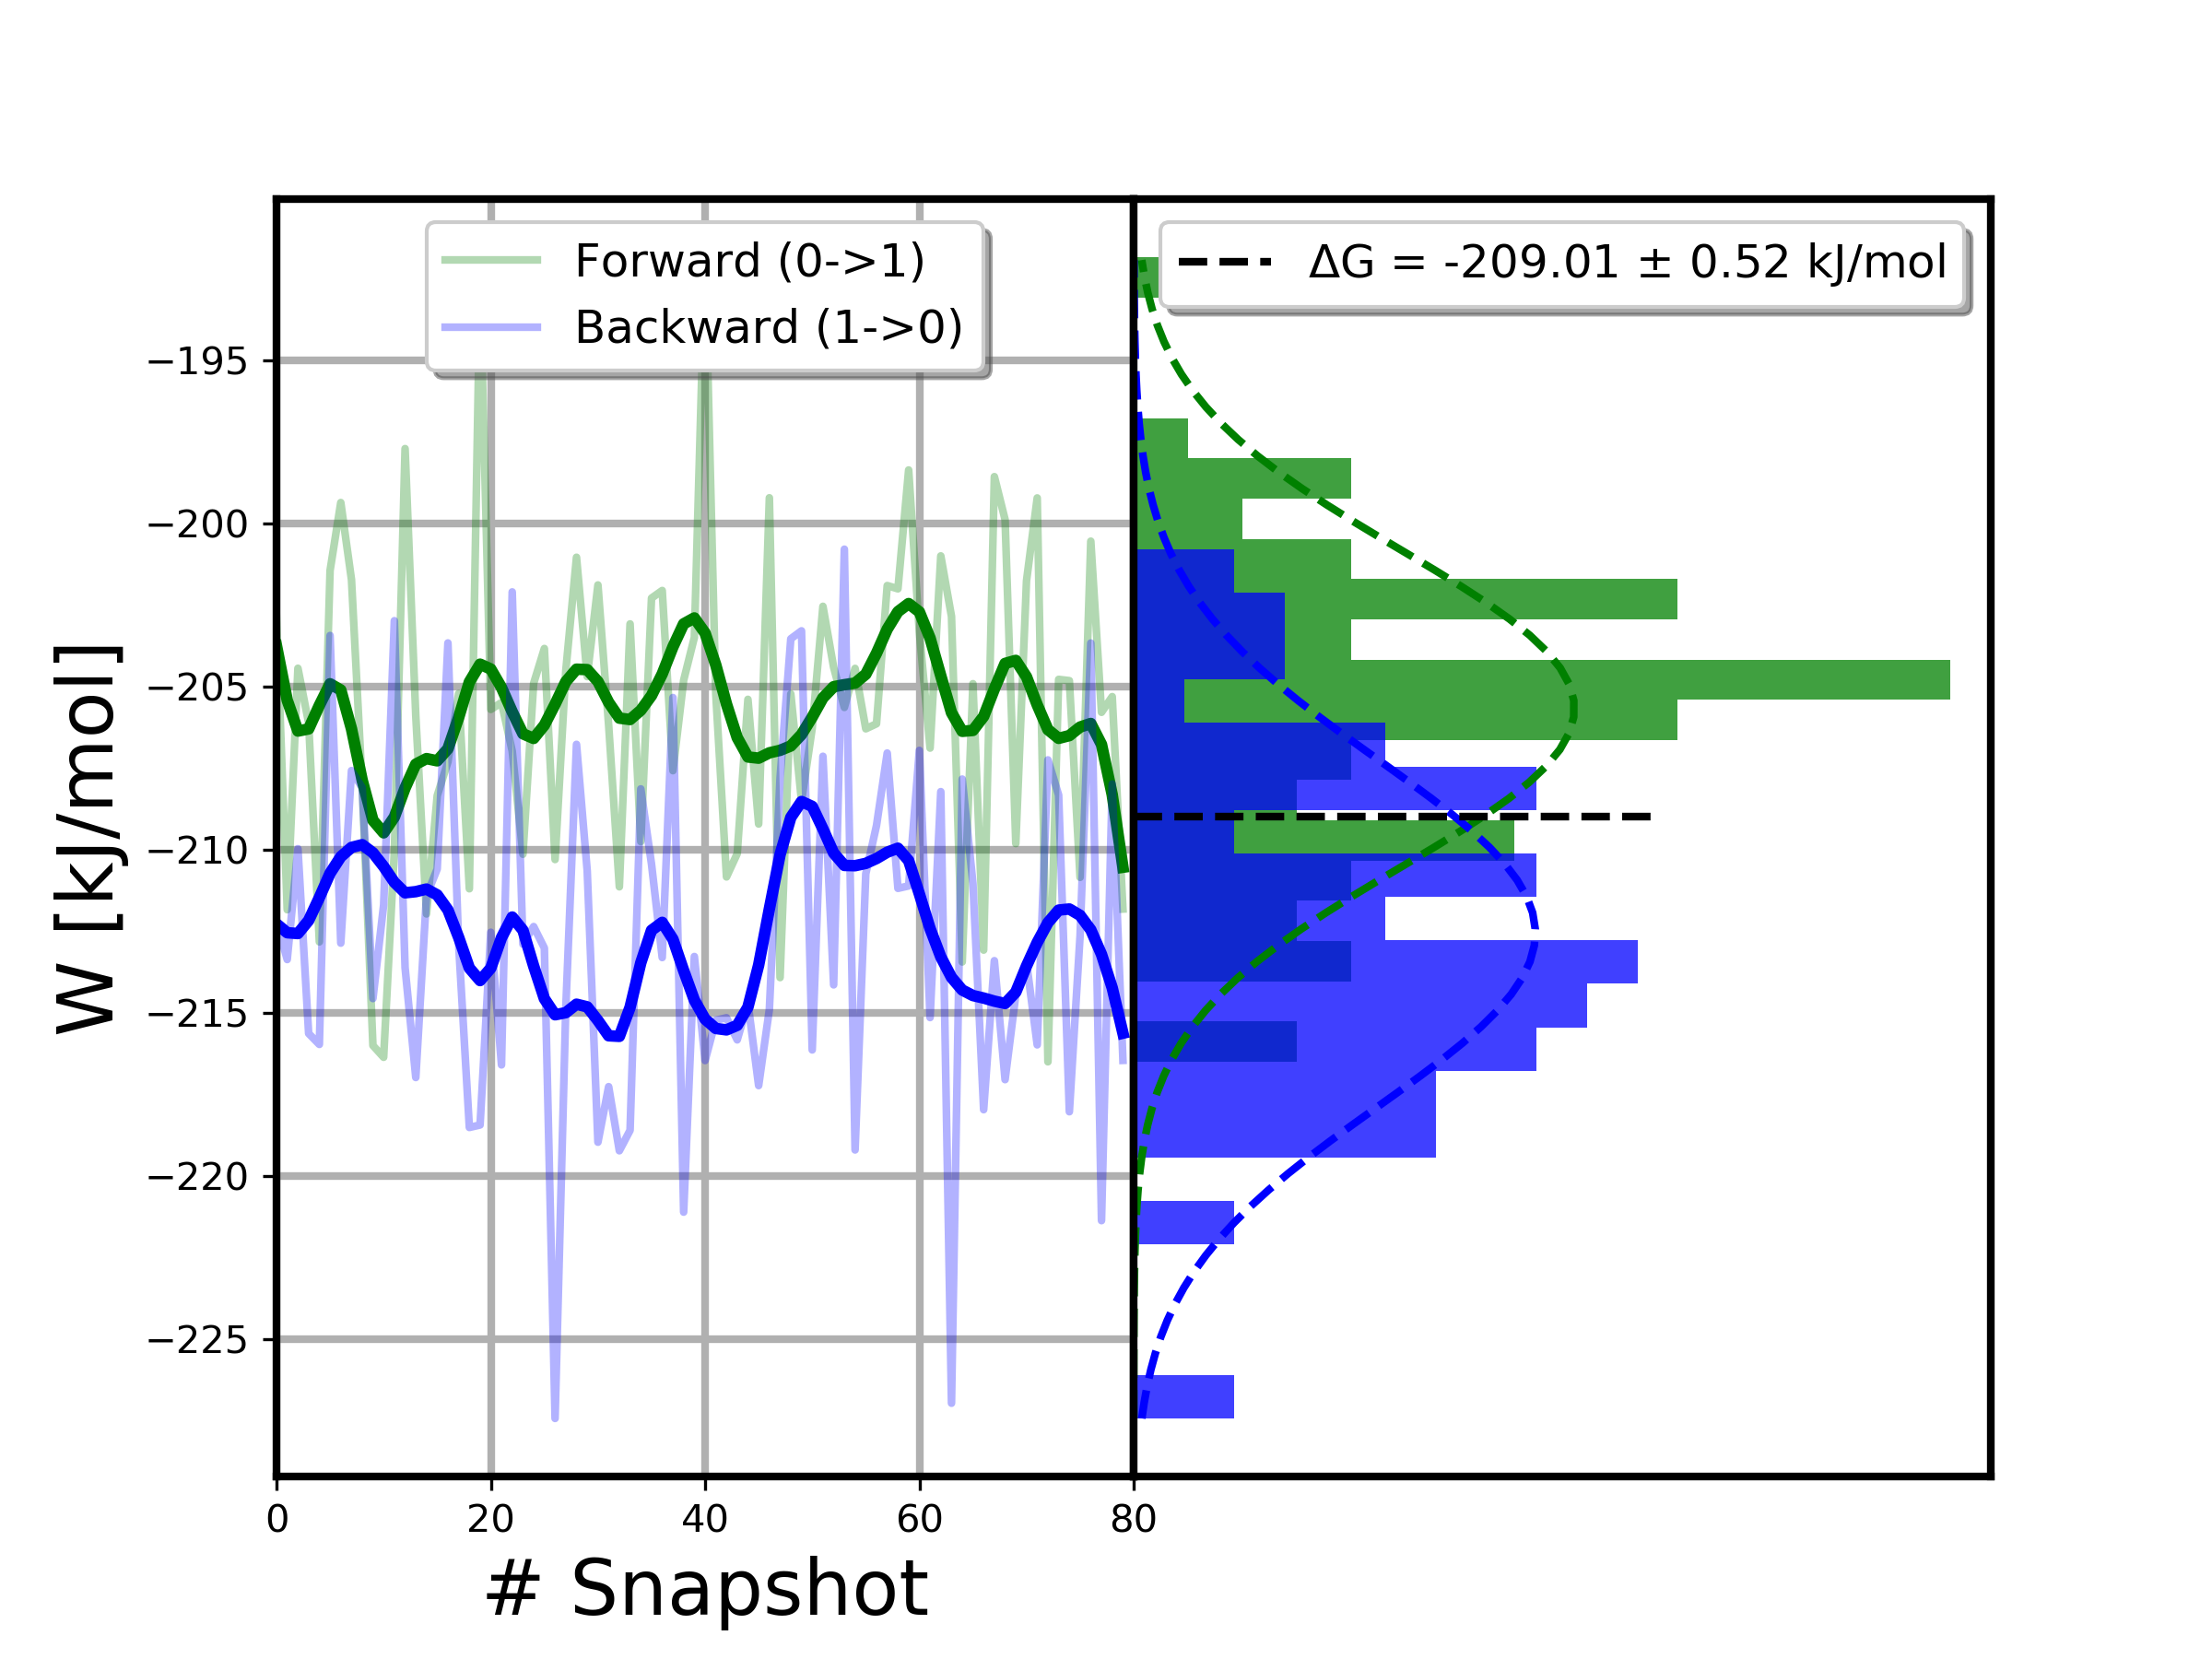 Forward (0->1)
Backward (1->0)
ΔG = -209.01 ± 0.52 kJ/mol
W [kJ/mol]
−195
−200
−205
−210
−215
−220
−225
0 20 40 60 80
# Snapshot